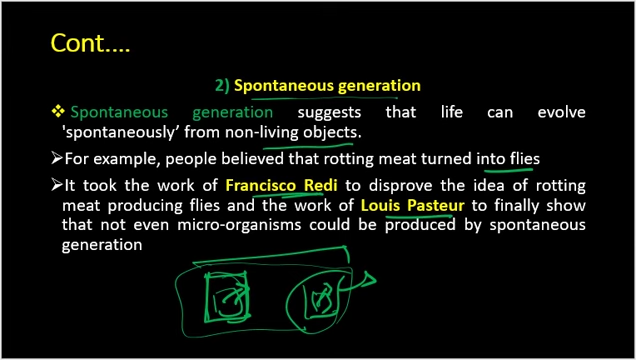 Cont....
2) Spontaneous generation
❖ Spontaneous generation suggests that life can evolve
'spontaneously' from non-living objects.
➢For example, people believed that rotting meat turned into flies
➢It took the work of Francisco Redi to disprove the idea of rotting
meat producing flies and the work of Louis Pasteur to finally show
that not even micro-organisms could be produced by spontaneous
generation